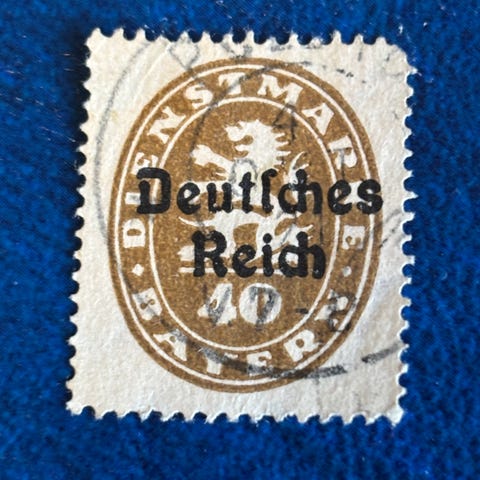 DIENSTMARKE
Deutſches
Reich
40
BAYERN